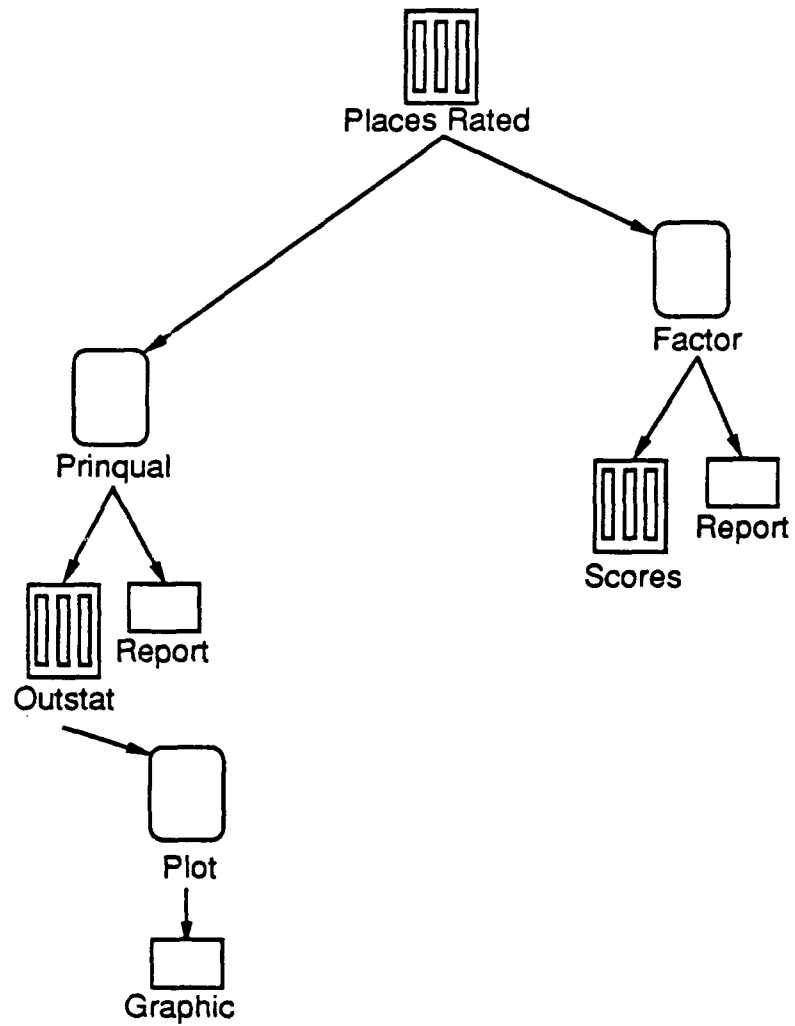 Places Rated
Factor
Prinqual
Scores
Report
Outstat
Report
Plot
Graphic